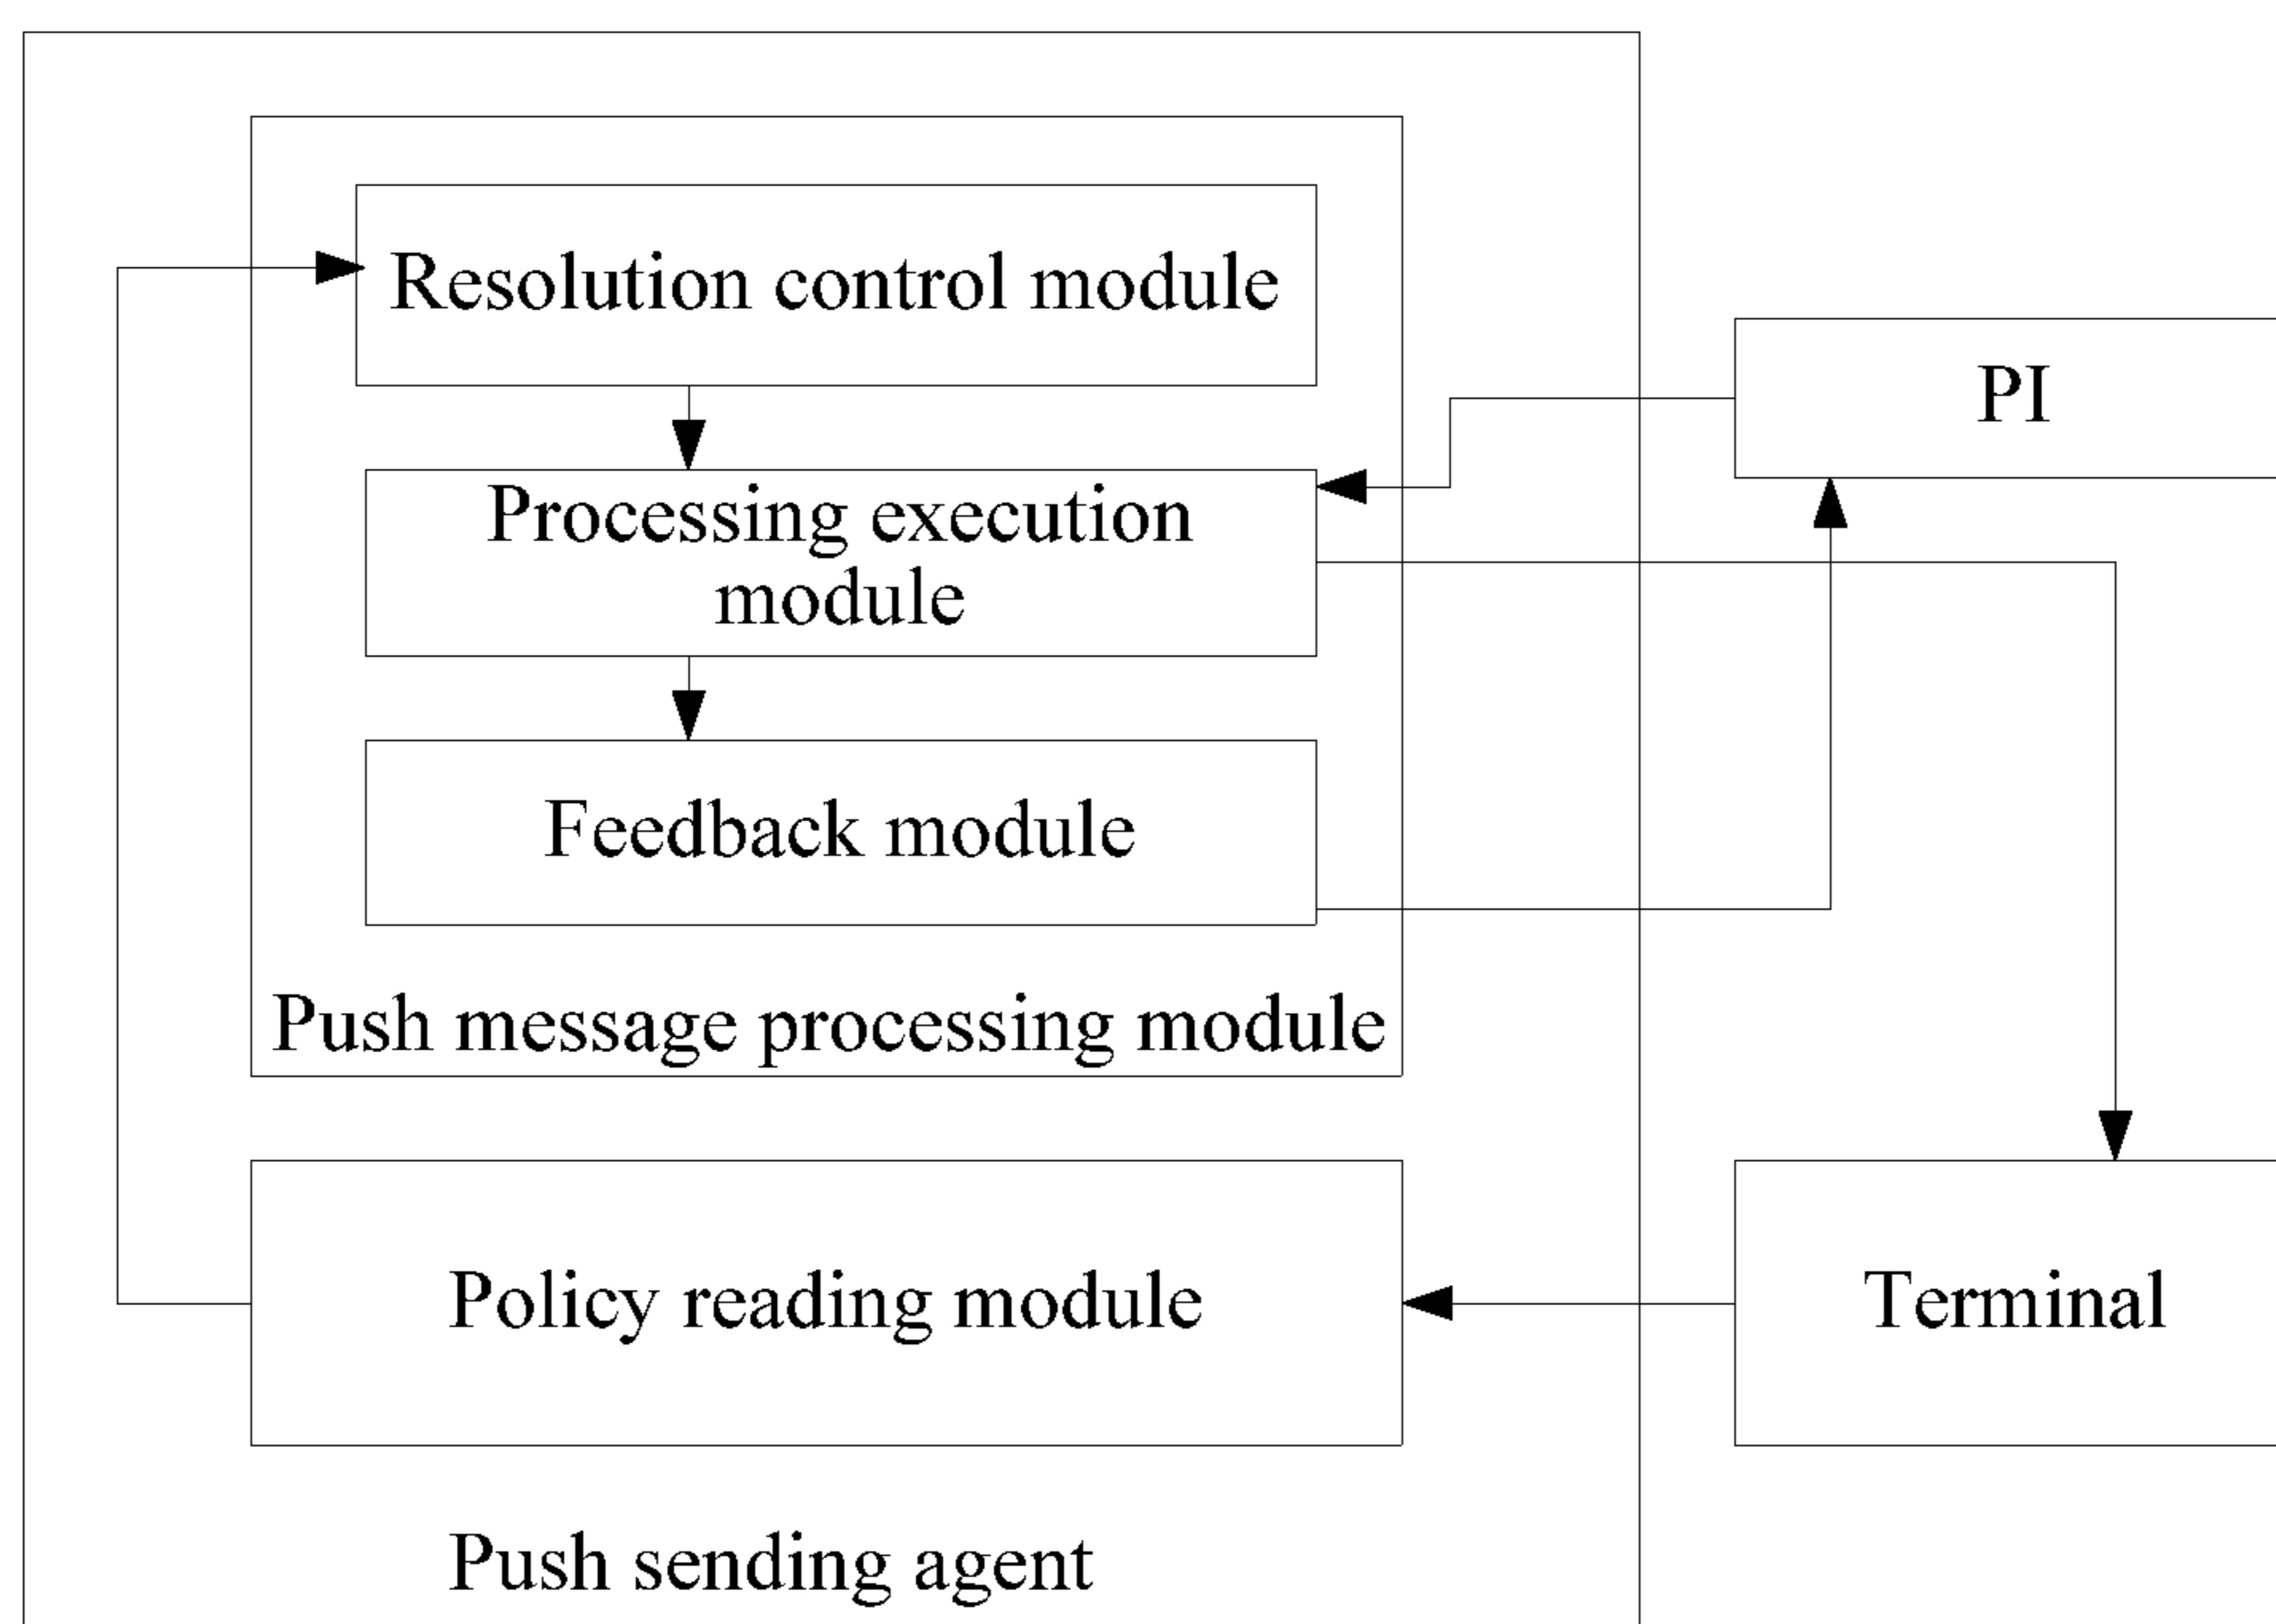 Resolution control module
PI
Processing execution
module
Feedback module
Push message processing module
Policy reading module
Terminal
Push sending agent